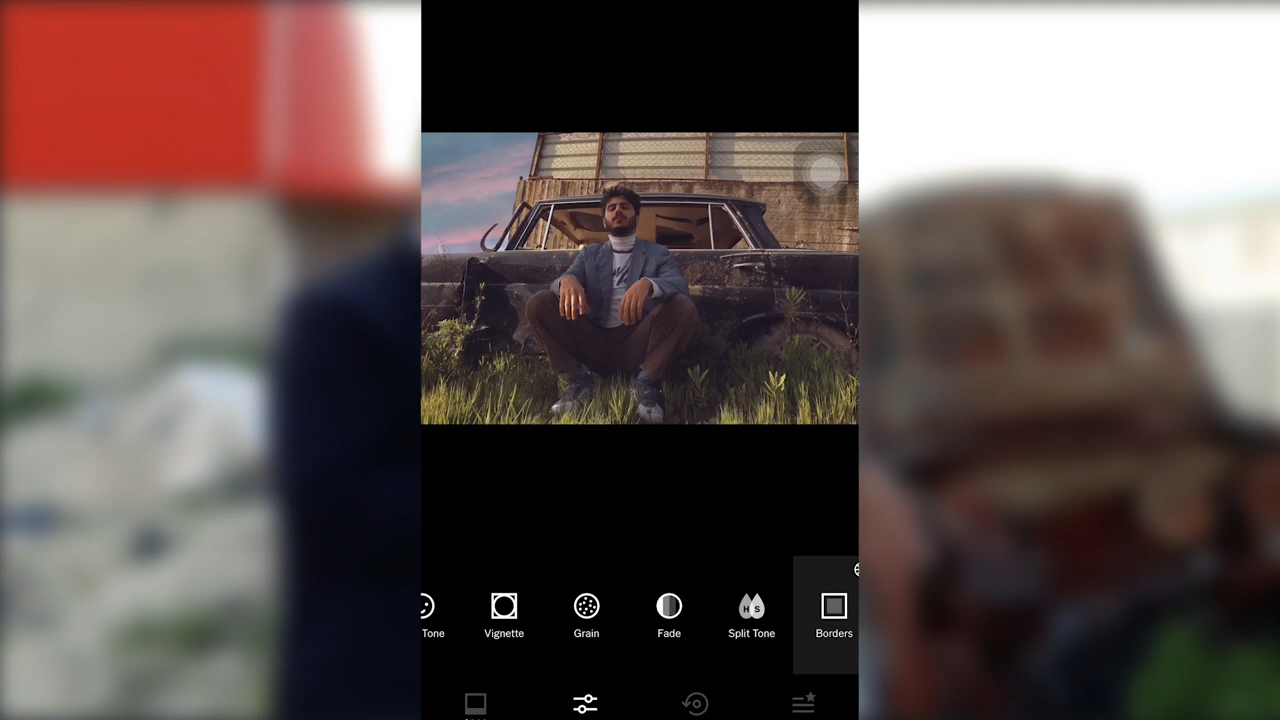 Tone
Vignette
Grain
Fade
H S
Split Tone
Borders